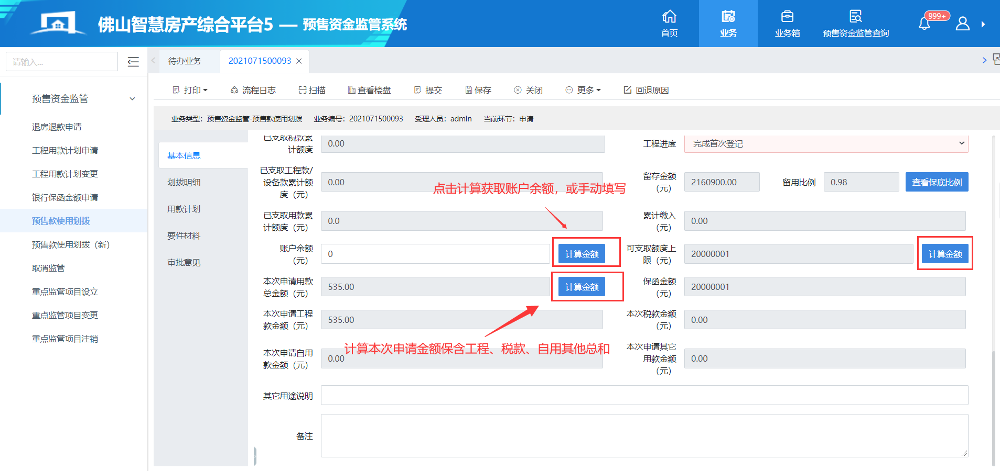 佛山智慧房产综合平台5 — 预售资金监管系统
首页
业务
业务箱
预售资金监管查询
999+
请输入...
待办业务
2021071500093
预售资金监管
退房退款申请
工程用款计划申请
工程用款计划变更
银行保函金额申请
预售款使用划拨
预售款使用划拨（新）
取消监管
重点监管项目设立
重点监管项目变更
重点监管项目注销
打印
流程日志
扫描
查看楼盘
提交
保存
关闭
更多
回退原因
业务类型：预售资金监管-预售款使用划拨 业务编号：2021071500093 受理人员：admin 当前环节：申请
基本信息
划拨明细
用款计划
要件材料
审批意见
已支取税款累
计额度
0.00
工程进度
完成首次登记
已支取工程款/
设备款累计额
度（元）
0.00
留存金额
（元）
2160900.00
留用比例
0.98
查看保底比例
点击计算获取账户余额，或手动填写
已支取用款累
计额度（元）
0.0
累计缴入
（元）
0.00
账户余额
（元）
0
计算金额
可支取额度上
限（元）
20000001
计算金额
本次申请用款
总金额（元）
535.00
计算金额
保函金额
（元）
20000001
本次申请工程
款金额（元）
535.00
本次税款金额
（元）
0.00
计算本次申请金额保含工程、税款、自用其他总和
本次申请自用
款金额（元）
0.00
本次申请其它
用款金额
（元）
0.00
其它用途说明
备注